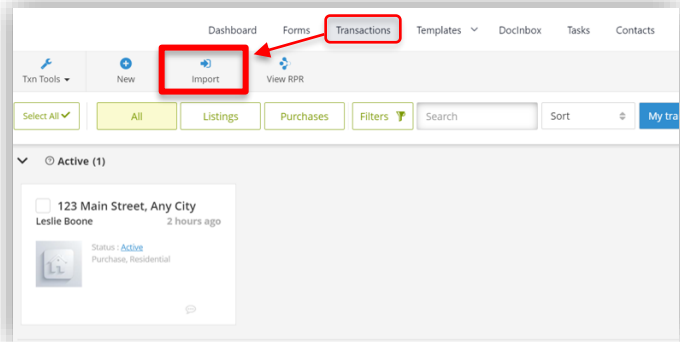 Dashboard Forms Transactions Templates DocInbox Tasks Contacts
Txn Tools New Import View RPR
Select All All Listings Purchases Filters Search Sort My tra
Active (1)
123 Main Street, Any City
Leslie Boone 2 hours ago
Status : Active
Purchase, Residential